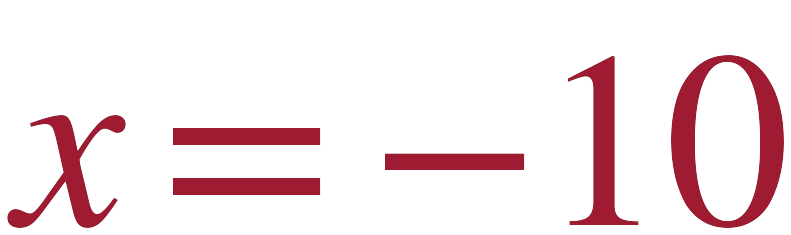 x = −10